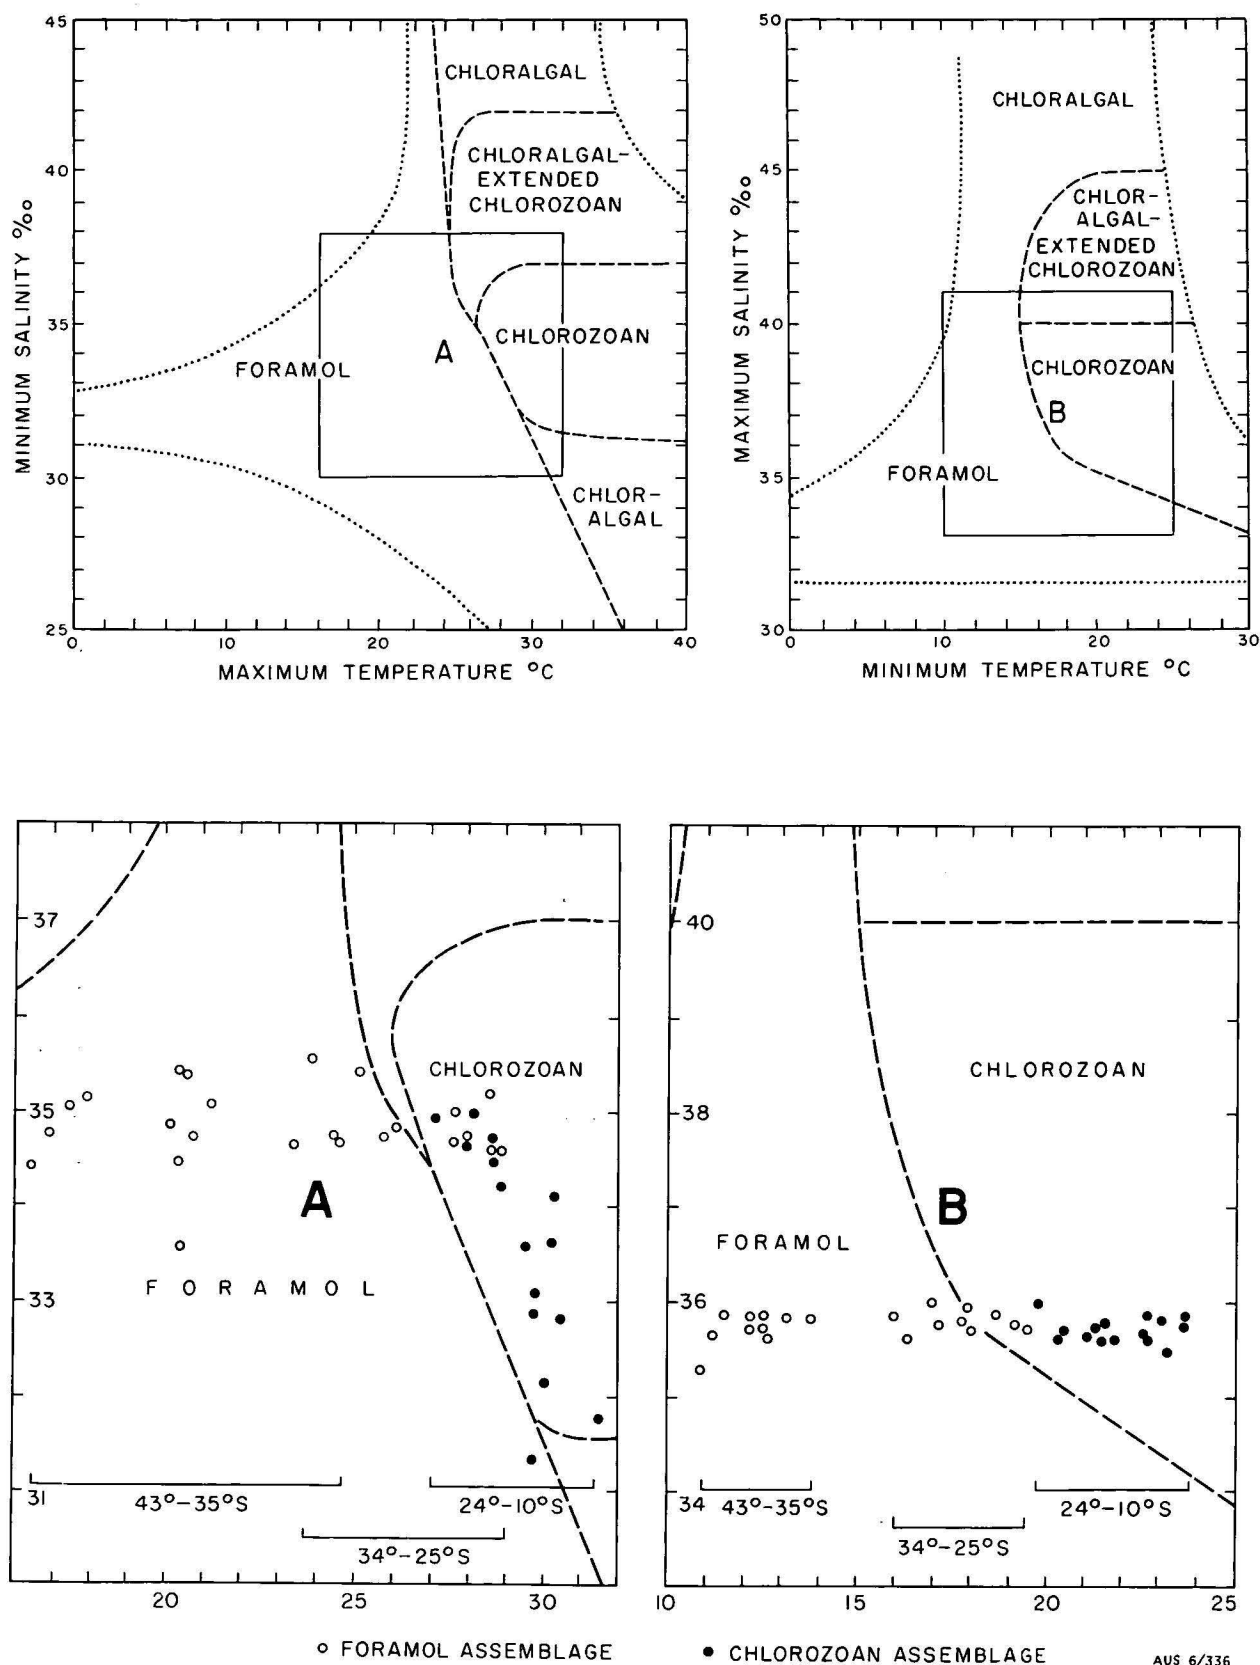 45
40
35
30
25
0
10
20
30
40
MINIMUM SALINITY ‰
MAXIMUM TEMPERATURE °C
CHLORALGAL
CHLORALGAL-
EXTENDED
CHLOROZOAN
CHLOROZOAN
A
FORAMOL
CHLOR-
ALGAL
50
45
40
35
30
0
10
20
30
MAXIMUM SALINITY ‰
MINIMUM TEMPERATURE °C
CHLORALGAL
CHLOR-
ALGAL-
EXTENDED
CHLOROZOAN
CHLOROZOAN
B
FORAMOL
37
35
33
31
CHLOROZOAN
A
FORAMOL
43°-35°S
24°-10°S
34°-25°S
20
25
30
40
38
36
34
CHLOROZOAN
B
FORAMOL
43°-35°S
24°-10°S
34°-25°S
10
15
20
25
○ FORAMOL ASSEMBLAGE
● CHLOROZOAN ASSEMBLAGE
AUS 6/336